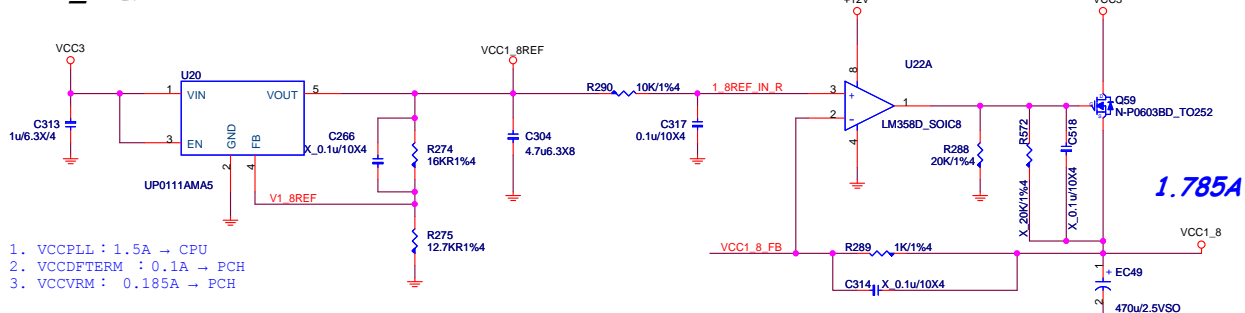 VCC3
U20
1
VIN
VOUT
5
3
EN
GND
FB
2
4
UP0111AMA5
C313
1u/6.3X/4
C266
X_0.1u/10X4
R274
16KR1%4
V1_8REF
R275
12.7KR1%4
VCC1_8REF
C304
4.7u6.3X8
R290
10K/1%4
1_8REF_IN_R
C317
0.1u/10X4
+12V
U22A
8
3
+
2
-
1
4
LM358D_SOIC8
R288
20K/1%4
R572
X_20K/1%4
C518
X_0.1u/10X4
Q59
N-P0603BD_TO252
1.785A
VCC1_8_FB
R289
1K/1%4
C314
X_0.1u/10X4
VCC1_8
1
+
EC49
2
470u/2.5VSO
1. VCCPLL：1.5A → CPU
2. VCCDFTERM ：0.1A → PCH
3. VCCVRM： 0.185A → PCH